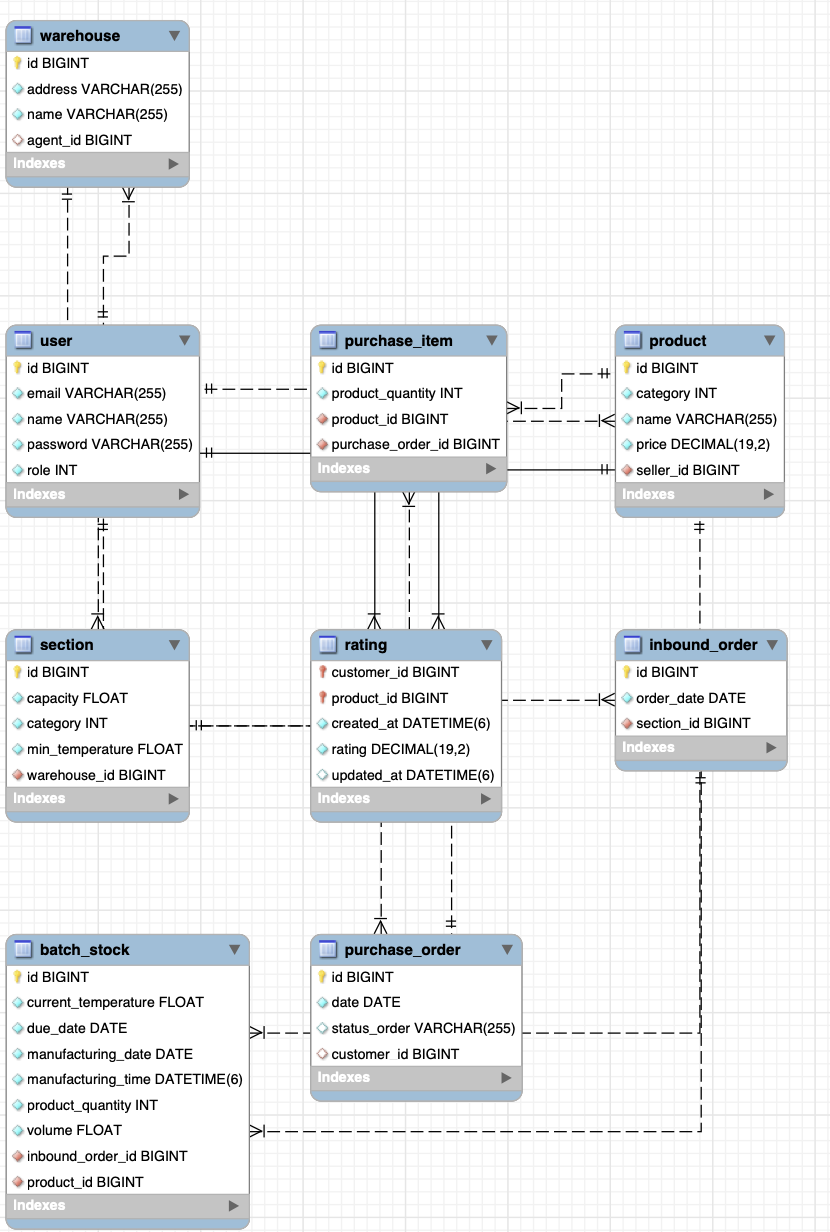 warehouse
id BIGINT
address VARCHAR(255)
name VARCHAR(255)
agent_id BIGINT
Indexes
user
id BIGINT
email VARCHAR(255)
name VARCHAR(255)
password VARCHAR(255)
role INT
Indexes
purchase_item
id BIGINT
product_quantity INT
product_id BIGINT
purchase_order_id BIGINT
Indexes
product
id BIGINT
category INT
name VARCHAR(255)
price DECIMAL(19,2)
seller_id BIGINT
Indexes
section
id BIGINT
capacity FLOAT
category INT
min_temperature FLOAT
warehouse_id BIGINT
Indexes
rating
customer_id BIGINT
product_id BIGINT
created_at DATETIME(6)
rating DECIMAL(19,2)
updated_at DATETIME(6)
Indexes
inbound_order
id BIGINT
order_date DATE
section_id BIGINT
Indexes
batch_stock
id BIGINT
current_temperature FLOAT
due_date DATE
manufacturing_date DATE
manufacturing_time DATETIME(6)
product_quantity INT
volume FLOAT
inbound_order_id BIGINT
product_id BIGINT
Indexes
purchase_order
id BIGINT
date DATE
status_order VARCHAR(255)
customer_id BIGINT
Indexes